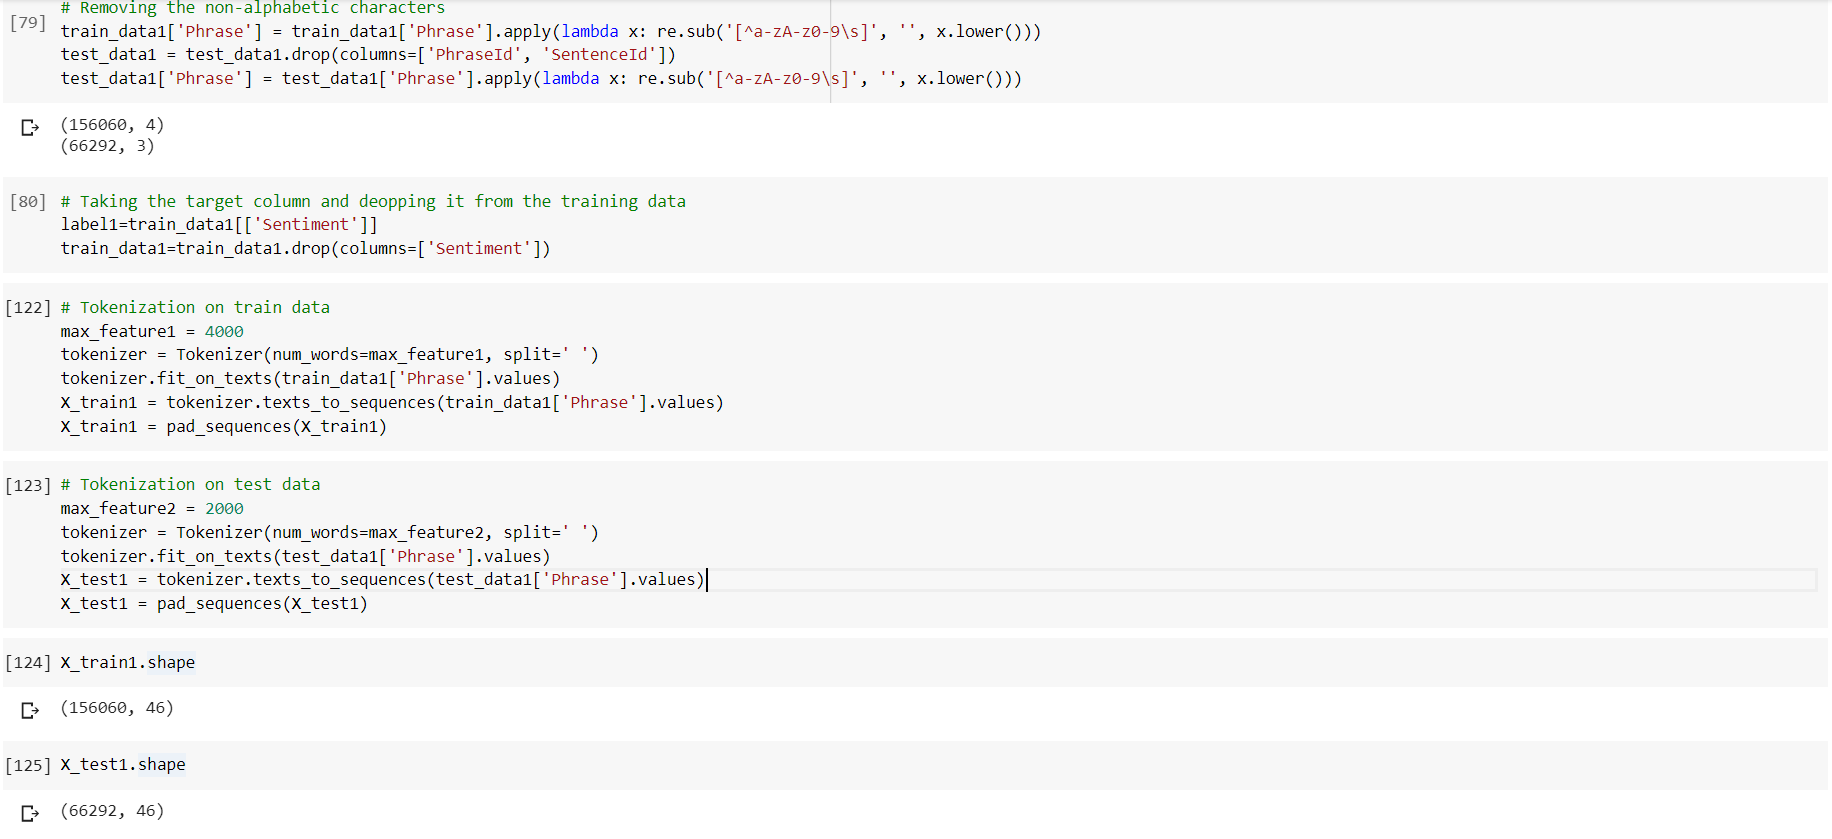 # Removing the non-alphabetic characters
[79] train_data1['Phrase'] = train_data1['Phrase'].apply(lambda x: re.sub('[^a-zA-z0-9\s]', '', x.lower()))
test_data1 = test_data1.drop(columns=['PhraseId', 'SentenceId'])
test_data1['Phrase'] = test_data1['Phrase'].apply(lambda x: re.sub('[^a-zA-z0-9\s]', '', x.lower()))
(156060, 4)
(66292, 3)
[80] # Taking the target column and deopping it from the training data
label1=train_data1[['Sentiment']]
train_data1=train_data1.drop(columns=['Sentiment'])
[122] # Tokenization on train data
max_feature1 = 4000
tokenizer = Tokenizer(num_words=max_feature1, split=' ')
tokenizer.fit_on_texts(train_data1['Phrase'].values)
X_train1 = tokenizer.texts_to_sequences(train_data1['Phrase'].values)
X_train1 = pad_sequences(X_train1)
[123] # Tokenization on test data
max_feature2 = 2000
tokenizer = Tokenizer(num_words=max_feature2, split=' ')
tokenizer.fit_on_texts(test_data1['Phrase'].values)
X_test1 = tokenizer.texts_to_sequences(test_data1['Phrase'].values)
X_test1 = pad_sequences(X_test1)
[124] X_train1.shape
(156060, 46)
[125] X_test1.shape
(66292, 46)